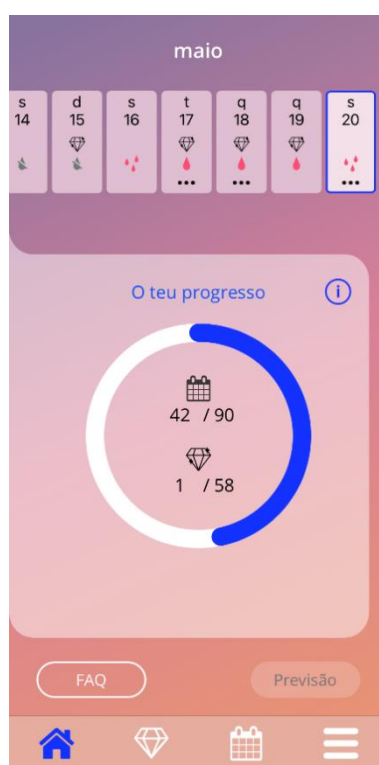 maio
s d s t q q s
14 15 16 17 18 19 20
O teu progresso
i
42 / 90
1 / 58
FAQ
Previsão